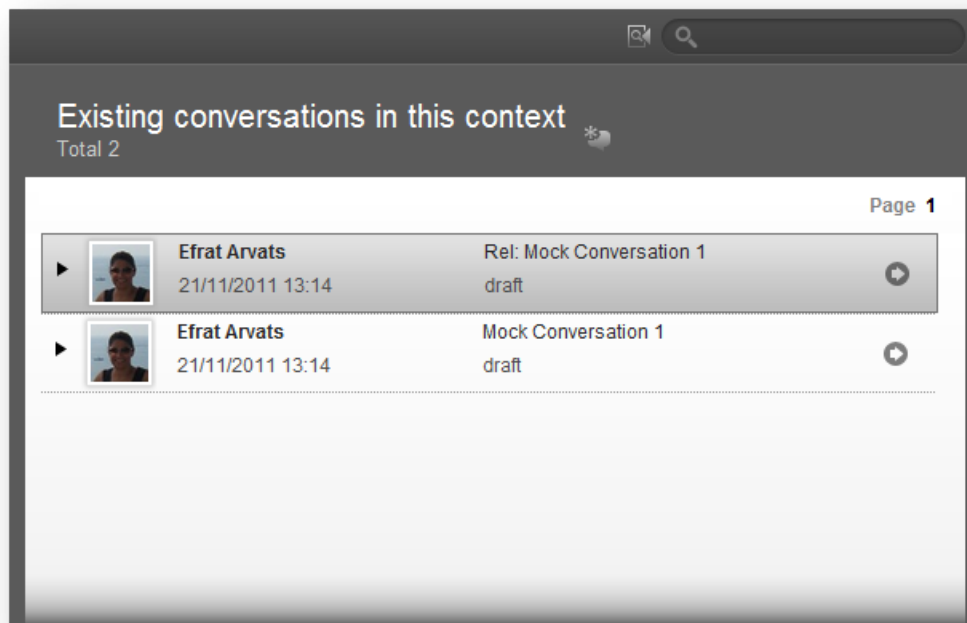 Existing conversations in this context
Total 2
Page 1
Efrat Arvats Rel: Mock Conversation 1
21/11/2011 13:14 draft
Efrat Arvats Mock Conversation 1
21/11/2011 13:14 draft